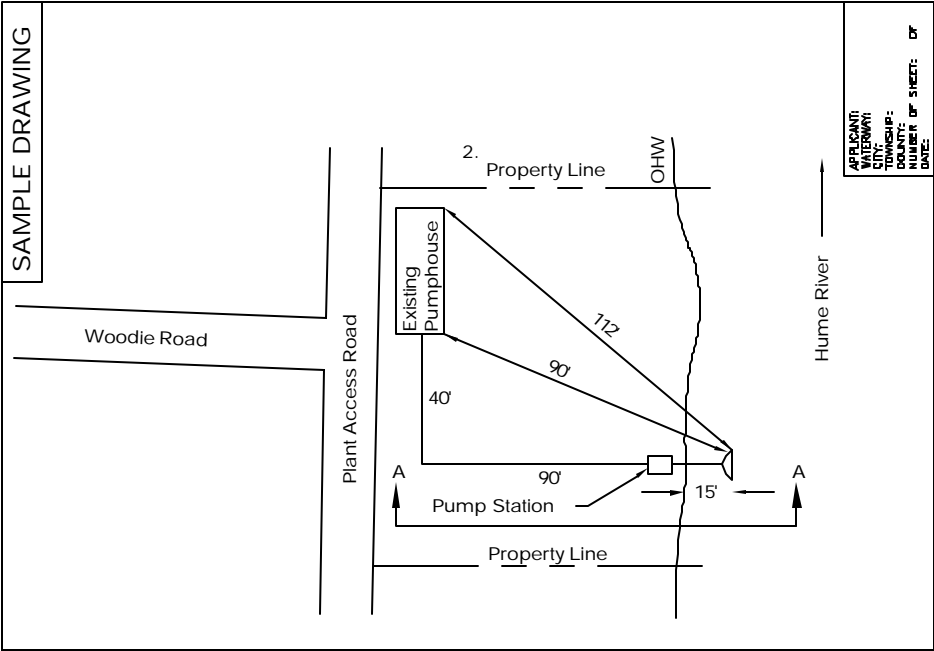 SAMPLE DRAWING
APPLICANT:
WATERWAY:
CITY:
TOWNSHIP:
COUNTY:
NUMBER OF SHEET: OF
DATE:
2.
Property Line
OHW
Existing
Pumphouse
Woodie Road
Plant Access Road
Hume River
112'
90'
40'
A
A
90'
15'
Pump Station
Property Line